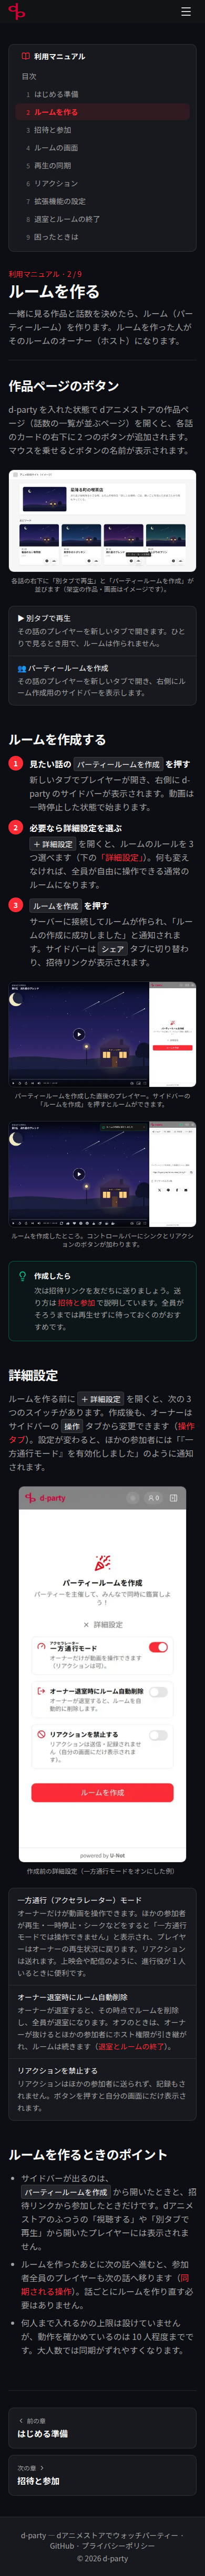 利用マニュアル
目次
1 はじめる準備
2 ルームを作る
3 招待と参加
4 ルームの画面
5 再生の同期
6 リアクション
7 拡張機能の設定
8 退室とルームの終了
9 困ったときは
利用マニュアル・2 / 9
ルームを作る
一緒に見る作品と話数を決めたら、ルーム（パー
ティールーム）を作ります。ルームを作った人が
そのルームのオーナー（ホスト）になります。
作品ページのボタン
d-party を入れた状態で dアニメストアの作品ペ
ージ（話数の一覧が並ぶページ）を開くと、各話
のカードの右下に 2 つのボタンが追加されます。
マウスを乗せるとボタンの名前が表示されます。
各話の右下に「別タブで再生」と「パーティールームを作成」が
並びます（架空の作品・画面はイメージです）。
▶ 別タブで再生
その話のプレイヤーを新しいタブで開きます。ひと
りで見るとき用で、ルームは作られません。
👥 パーティールームを作成
その話のプレイヤーを新しいタブで開き、右側にル
ーム作成用のサイドバーを表示します。
ルームを作成する
1 見たい話の パーティールームを作成 を押す
新しいタブでプレイヤーが開き、右側に d-
party のサイドバーが表示されます。動画は
一時停止した状態で始まります。
2 必要なら詳細設定を選ぶ
＋ 詳細設定 を開くと、ルームのルールを 3
つ選べます（下の「詳細設定」）。何も変え
なければ、全員が自由に操作できる通常の
ルームになります。
3 ルームを作成 を押す
サーバーに接続してルームが作られ、「ルー
ムの作成に成功しました」と通知されま
す。サイドバーは シェア タブに切り替わ
り、招待リンクが表示されます。
パーティールームを作成した直後のプレイヤー。サイドバーの
「ルームを作成」を押すとルームができます。
ルームを作成したところ。コントロールバーにシンクとリアクシ
ョンのボタンが加わります。
作成したら
次は招待リンクを友だちに送りましょう。送
り方は 招待と参加 で説明しています。全員が
そろうまでは再生せずに待っておくのがおす
すめです。
詳細設定
ルームを作る前に ＋ 詳細設定 を開くと、次の 3
つのスイッチがあります。作成後も、オーナーは
サイドバーの 操作 タブから変更できます（操作
タブ）。設定が変わると、ほかの参加者には「『一
方通行モード』を有効化しました」のように通知
されます。
d-party
0
パーティールームを作成
パーティーを主催して、みんなで同時に鑑賞しよ
う！
× 詳細設定
アクセラレーター
一方通行モード
オーナーだけが動画を操作できます
（リアクションは可）。
オーナー退室時にルーム自動削除
オーナーが退室すると、ルームを自
動的に削除します。
リアクションを禁止する
リアクションは送信・記録されませ
ん（自分の画面にだけ表示されま
す）。
ルームを作成
powered by U-Not
作成前の詳細設定（一方通行モードをオンにした例）
一方通行（アクセラレーター）モード
オーナーだけが動画を操作できます。ほかの参加者
が再生・一時停止・シークなどをすると「一方通行
モードでは操作できません」と表示され、プレイヤ
ーはオーナーの再生状況に戻ります。リアクション
は送れます。上映会や配信のように、進行役が 1 人
いるときに便利です。
オーナー退室時にルーム自動削除
オーナーが退室すると、その時点でルームを削除
し、全員が退室になります。オフのときは、オーナ
ーが抜けるとほかの参加者にホスト権限が引き継が
れ、ルームは続きます（退室とルームの終了）。
リアクションを禁止する
リアクションはほかの参加者に送られず、記録もさ
れません。ボタンを押すと自分の画面にだけ表示さ
れます。
ルームを作るときのポイント
• サイドバーが出るのは、
パーティールームを作成 から開いたときと、招
待リンクから参加したときだけです。dアニメ
ストアのふつうの「視聴する」や「別タブで
再生」から開いたプレイヤーには表示されま
せん。
• ルームを作ったあとに次の話へ進むと、参加
者全員のプレイヤーも次の話へ移ります（同
期される操作）。話ごとにルームを作り直す必
要はありません。
• 何人まで入れるかの上限は設けていません
が、動作を確かめているのは 10 人程度までで
す。大人数では同期がずれやすくなります。
前の章
はじめる準備
次の章
招待と参加
d-party — dアニメストアでウォッチパーティー・
GitHub・プライバシーポリシー
© 2026 d-party